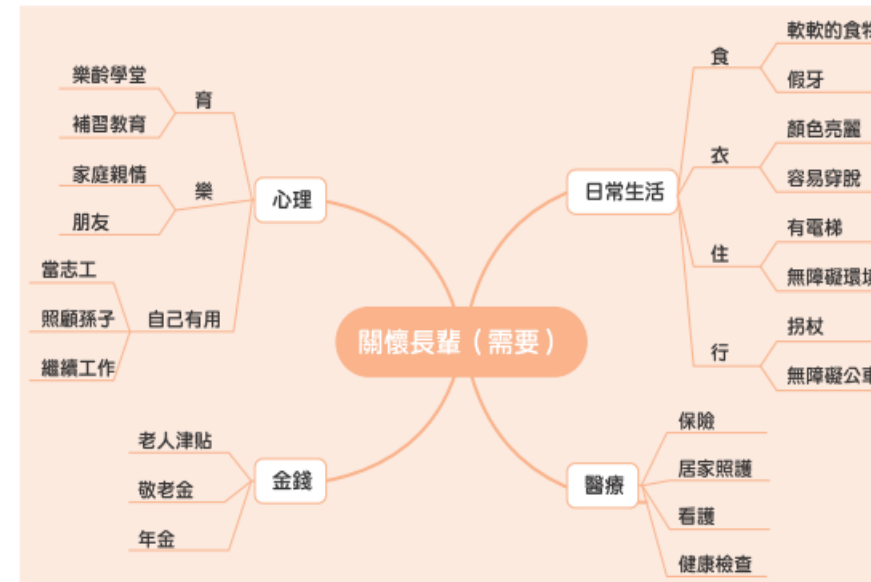 關懷長輩（需要）
心理
育
樂齡學堂
補習教育
樂
家庭親情
朋友
自己有用
當志工
照顧孫子
繼續工作
金錢
老人津貼
敬老金
年金
日常生活
食
軟軟的食物
假牙
衣
顏色亮麗
容易穿脫
住
有電梯
無障礙環境
行
拐杖
無障礙公車
醫療
保險
居家照護
看護
健康檢查